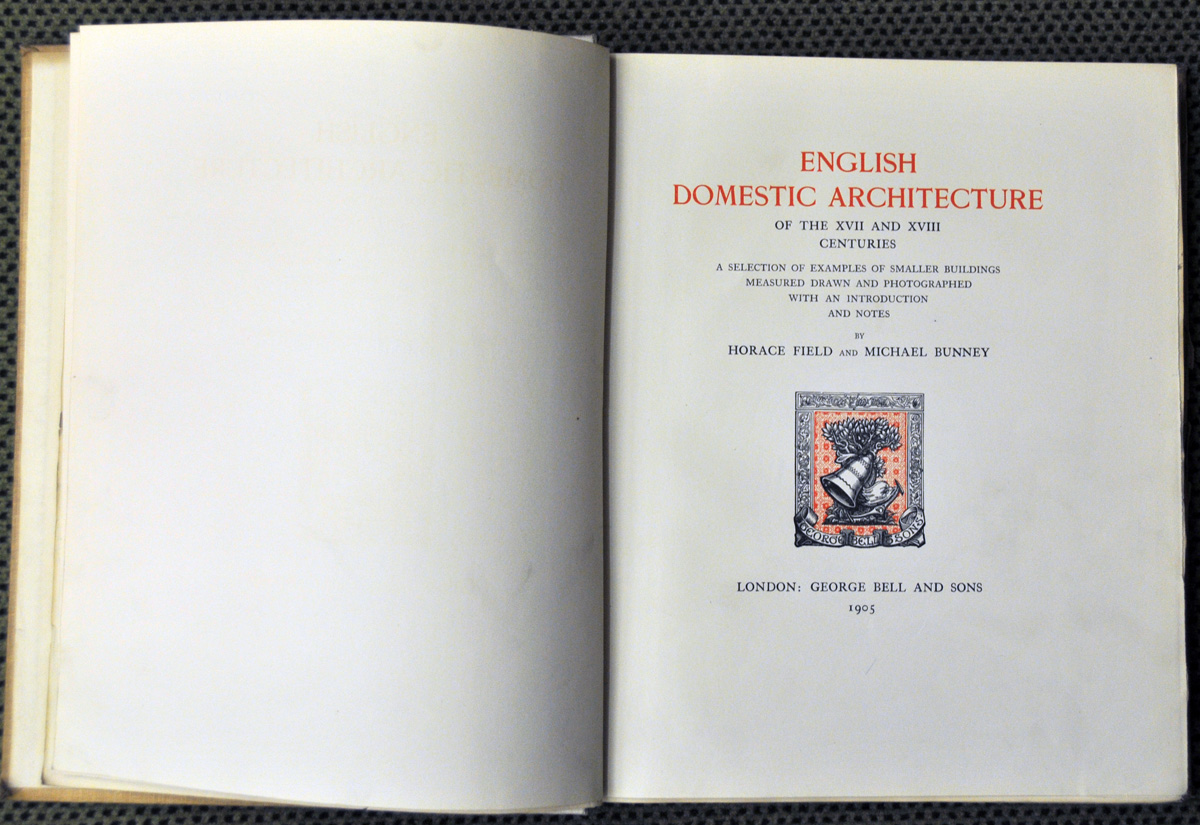 ENGLISH
DOMESTIC ARCHITECTURE
OF THE XVII AND XVIII
CENTURIES
A SELECTION OF EXAMPLES OF SMALLER BUILDINGS
MEASURED DRAWN AND PHOTOGRAPHED
WITH AN INTRODUCTION
AND NOTES
BY
HORACE FIELD AND MICHAEL BUNNEY
GEORGE BELL & SONS
LONDON: GEORGE BELL AND SONS
1905